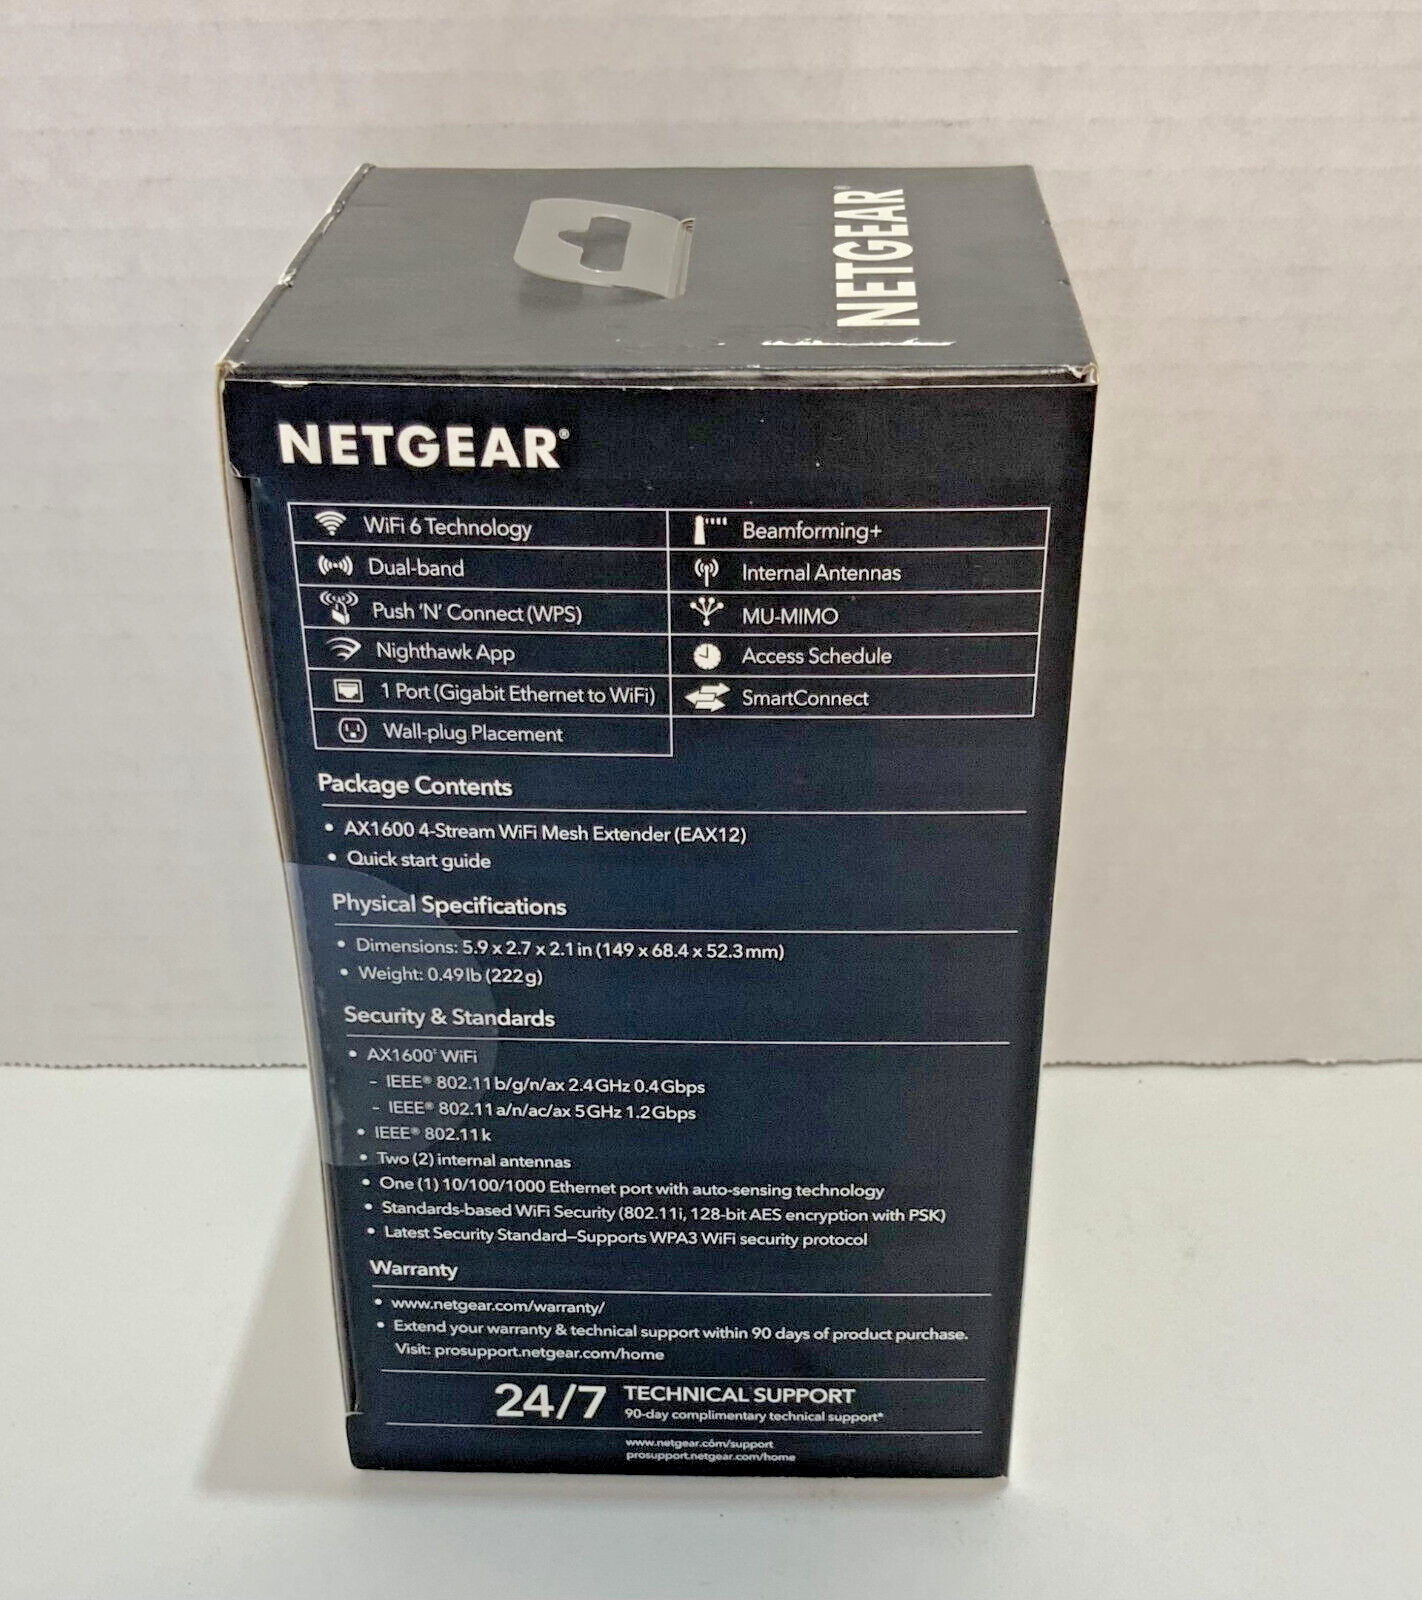 NETGEAR®
NETGEAR®
WiFi 6 Technology
Dual-band
Push 'N' Connect (WPS)
Nighthawk App
1 Port (Gigabit Ethernet to WiFi)
Wall-plug Placement
Beamforming+
Internal Antennas
MU-MIMO
Access Schedule
SmartConnect
Package Contents
• AX1600 4-Stream WiFi Mesh Extender (EAX12)
• Quick start guide
Physical Specifications
• Dimensions: 5.9 x 2.7 x 2.1 in (149 x 68.4 x 52.3 mm)
• Weight: 0.49 lb (222 g)
Security & Standards
• AX1600‡ WiFi
– IEEE® 802.11 b/g/n/ax 2.4 GHz 0.4 Gbps
– IEEE® 802.11 a/n/ac/ax 5 GHz 1.2 Gbps
• IEEE® 802.11 k
• Two (2) internal antennas
• One (1) 10/100/1000 Ethernet port with auto-sensing technology
• Standards-based WiFi Security (802.11i, 128-bit AES encryption with PSK)
• Latest Security Standard–Supports WPA3 WiFi security protocol
Warranty
• www.netgear.com/warranty/
• Extend your warranty & technical support within 90 days of product purchase.
Visit: prosupport.netgear.com/home
24/7 TECHNICAL SUPPORT
90-day complimentary technical support*
www.netgear.com/support
prosupport.netgear.com/home